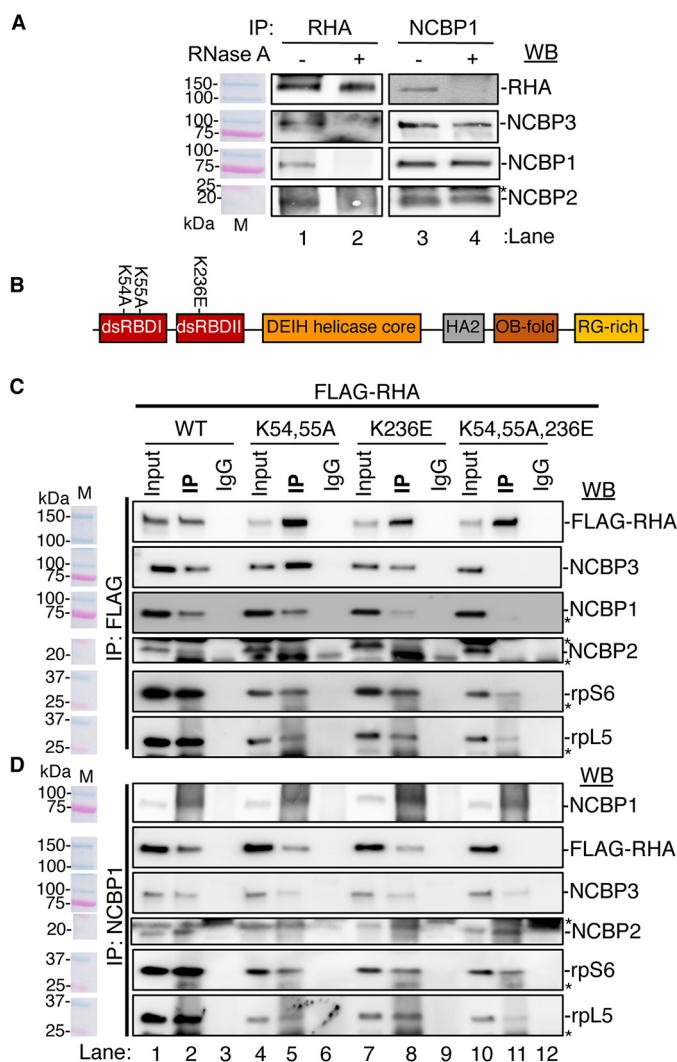 A
IP: RHA NCBP1
RNase A - + - + WB
150- -RHA
100-
100- -NCBP3
75-
100- -NCBP1
75-
25- *
20- -NCBP2
kDa M 1 2 3 4 :Lane
B
K54A K55A K236E
dsRBDI dsRBDII DEIH helicase core HA2 OB-fold RG-rich
C
FLAG-RHA
WT K54,55A K236E K54,55A,236E
Input IP IgG Input IP IgG Input IP IgG Input IP IgG
kDa M WB
IP: FLAG
150- -FLAG-RHA
100-
100- -NCBP3
75-
100- -NCBP1
75- *
*
20- -NCBP2
*
37- -rpS6
25- *
37- -rpL5
25- *
D
kDa M WB
IP: NCBP1
100- -NCBP1
75-
150- -FLAG-RHA
100-
100- -NCBP3
75-
*
20- -NCBP2
37- -rpS6
25- *
37- -rpL5
25- *
Lane: 1 2 3 4 5 6 7 8 9 10 11 12